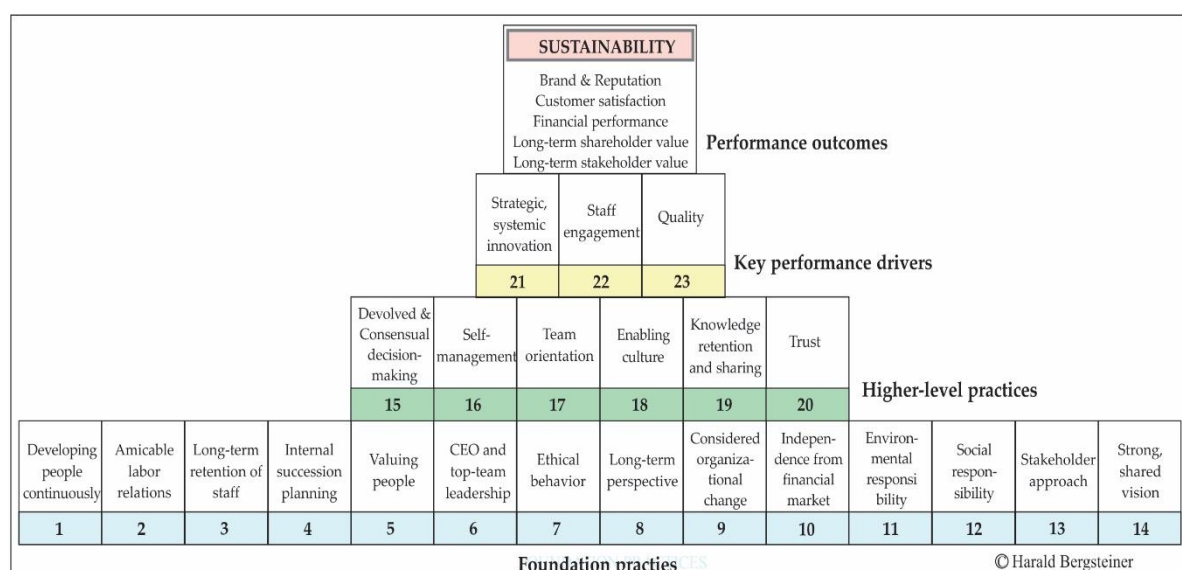 SUSTAINABILITY
Brand & Reputation
Customer satisfaction
Financial performance
Long-term shareholder value
Long-term stakeholder value
Performance outcomes
Strategic,
systemic
innovation
21
Staff
engagement
22
Quality
23
Key performance drivers
Devolved &
Consensual
decision-
making
15
Self-
management
16
Team
orientation
17
Enabling
culture
18
Knowledge
retention
and sharing
19
Trust
20
Higher-level practices
Developing
people
continuously
1
Amicable
labor
relations
2
Long-term
retention of
staff
3
Internal
succession
planning
4
Valuing
people
5
CEO and
top-team
leadership
6
Ethical
behavior
7
Long-term
perspective
8
Considered
organiza-
tional
change
9
Indepen-
dence from
financial
market
10
Environ-
mental
responsi
bility
11
Social
respon-
sibility
12
Stakeholder
approach
13
Strong,
shared
vision
14
FOUNDATION PRACTICES
Foundation practies
© Harald Bergsteiner